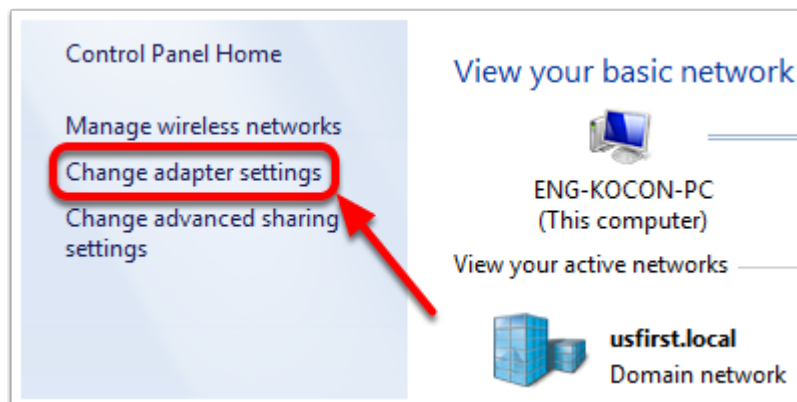 Control Panel Home
Manage wireless networks
Change adapter settings
Change advanced sharing
settings
View your basic network
ENG-KOCON-PC
(This computer)
View your active networks
usfirst.local
Domain network